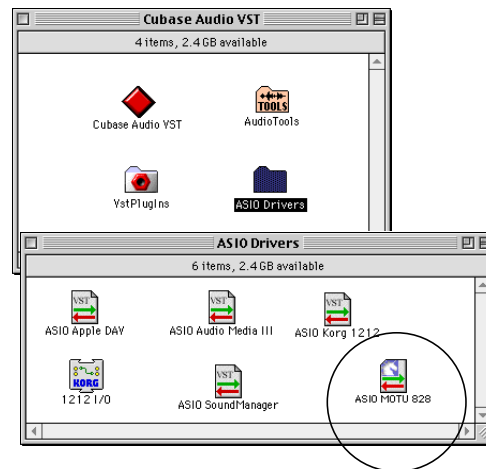 Cubase Audio VST
4 items, 2.4 GB available
Cubase Audio VST
TOOLS
AudioTools
VstPlugIns
ASIO Drivers
ASIO Drivers
6 items, 2.4 GB available
VST
ASIO Apple DAV
VST
ASIO Audio Media III
VST
ASIO Korg 1212
KORG
1212 I/O
VST
ASIO SoundManager
ASIO MOTU 828